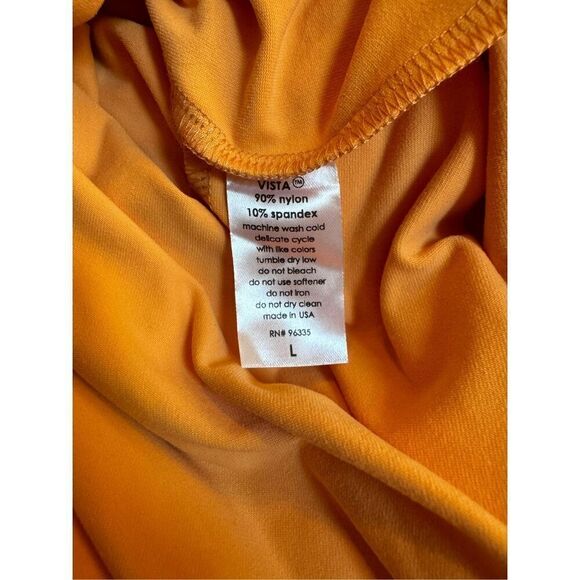 VISTA™
90% nylon
10% spandex
machine wash cold
delicate cycle
with like colors
tumble dry low
do not bleach
do not use softener
do not iron
do not dry clean
made in USA
RN# 96335
L